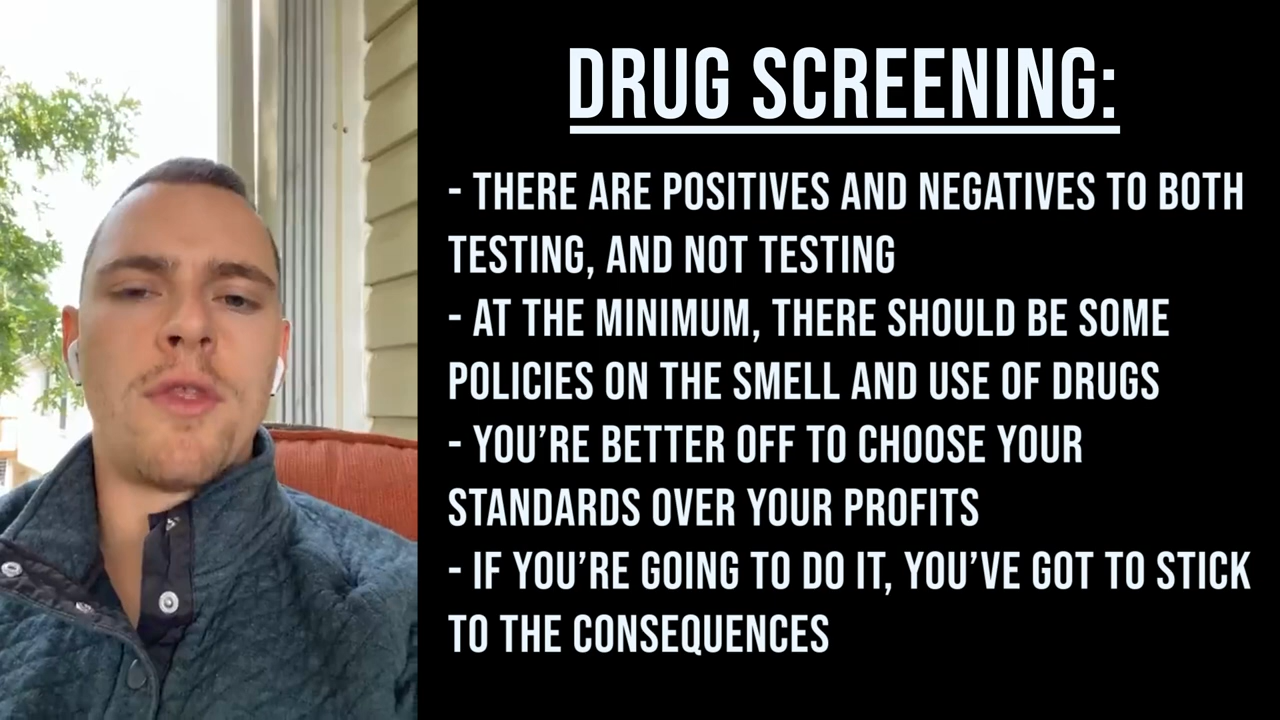 DRUG SCREENING:
- THERE ARE POSITIVES AND NEGATIVES TO BOTH
TESTING, AND NOT TESTING
- AT THE MINIMUM, THERE SHOULD BE SOME
POLICIES ON THE SMELL AND USE OF DRUGS
- YOU’RE BETTER OFF TO CHOOSE YOUR
STANDARDS OVER YOUR PROFITS
- IF YOU’RE GOING TO DO IT, YOU’VE GOT TO STICK
TO THE CONSEQUENCES